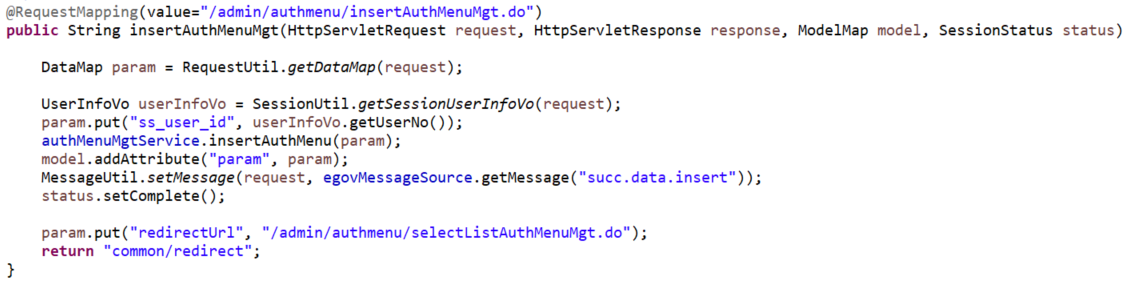 @RequestMapping(value="/admin/authmenu/insertAuthMenuMgt.do")
public String insertAuthMenuMgt(HttpServletRequest request, HttpServletResponse response, ModelMap model, SessionStatus status)
DataMap param = RequestUtil.getDataMap(request);
UserInfoVo userInfoVo = SessionUtil.getSessionUserInfoVo(request);
param.put("ss_user_id", userInfoVo.getUserNo());
authMenuMgtService.insertAuthMenu(param);
model.addAttribute("param", param);
MessageUtil.setMessage(request, egovMessageSource.getMessage("succ.data.insert"));
status.setComplete();
param.put("redirectUrl", "/admin/authmenu/selectListAuthMenuMgt.do");
return "common/redirect";
}